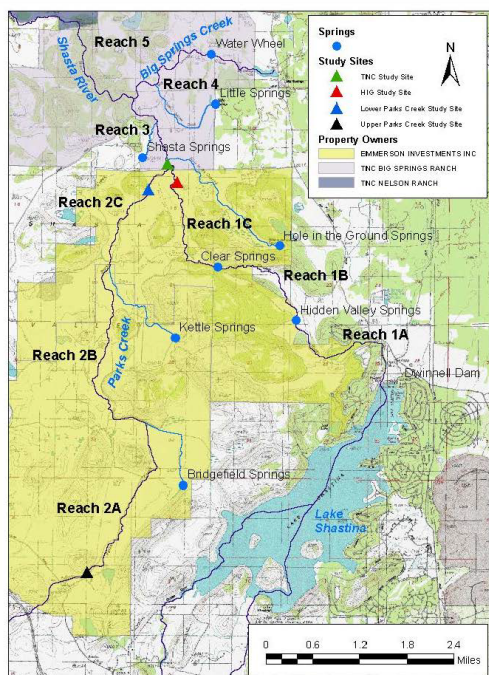 Reach 5
Shasta River
Big Springs Creek
Water Wheel
Reach 4
Little Springs
Reach 3
Shasta Springs
Reach 2C
Reach 1C
Hole in the Ground Springs
Clear Springs
Reach 1B
Hidden Valley Springs
Kettle Springs
Reach 1A
Reach 2B
Parks Creek
Dwinnell Dam
Bridgefield Springs
Reach 2A
Lake
Shastina
LAKE SHASTINA
Springs
Study Sites
TNC Study Site
HIG Study Site
Lower Parks Creek Study Site
Upper Parks Creek Study Site
Property Owners
EMMERSON INVESTMENTS INC
TNC BIG SPRINGS RANCH
TNC NELSON RANCH
N
0 0.6 1.2 1.8 2.4
Miles